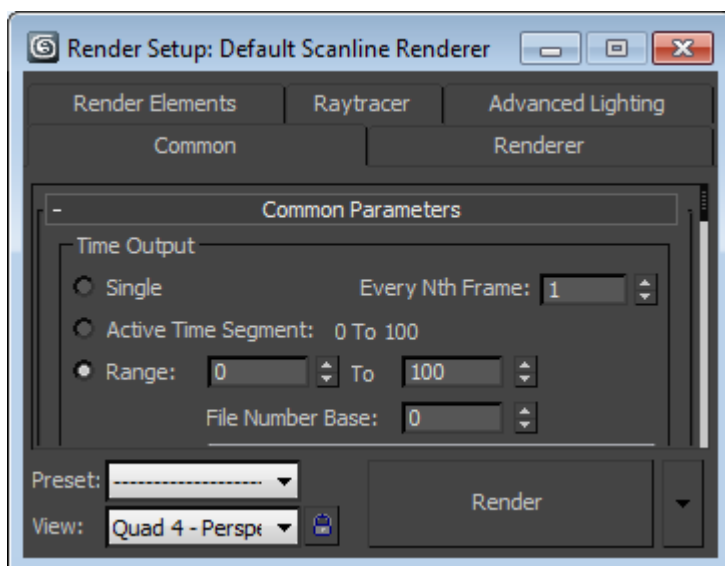 Render Setup: Default Scanline Renderer
Render Elements Raytracer Advanced Lighting
Common Renderer
- Common Parameters
Time Output
Single Every Nth Frame: 1
Active Time Segment: 0 To 100
Range: 0 To 100
File Number Base: 0
Preset: --------------------
Render
View: Quad 4 - Perspe